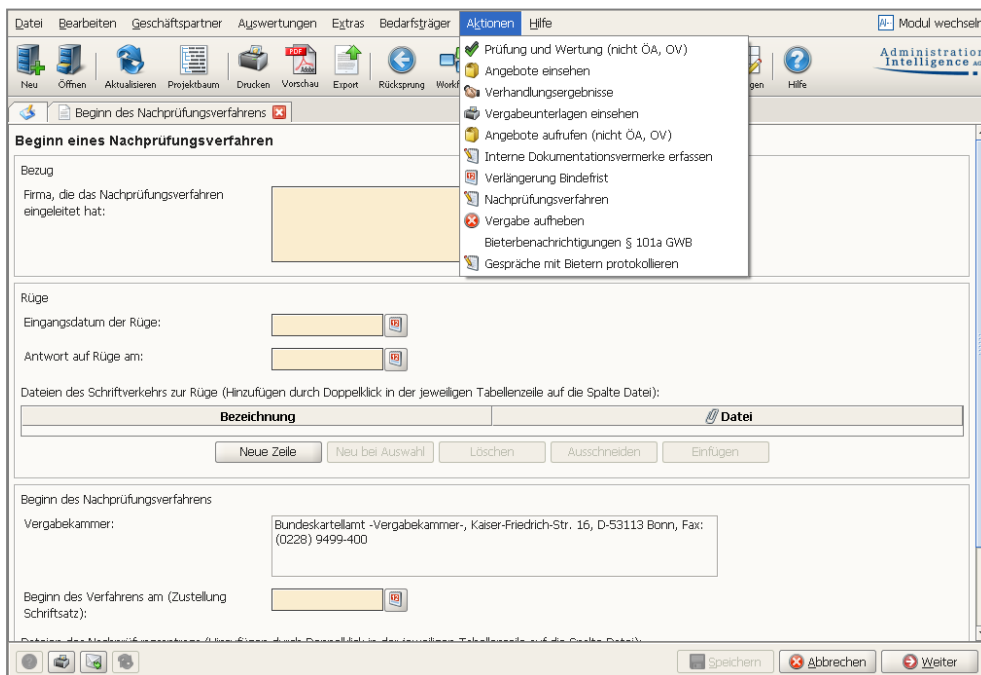 Datei Bearbeiten Geschäftspartner Auswertungen Extras Bedarfsträger Aktionen Hilfe Modul wechseln
Neu Öffnen Aktualisieren Projektbaum Drucken Vorschau Export Rücksprung Hilfe
Administration
Intelligence AG
Beginn des Nachprüfungsverfahrens
Prüfung und Wertung (nicht ÖA, OV)
Angebote einsehen
Verhandlungsergebnisse
Vergabeunterlagen einsehen
Angebote aufrufen (nicht ÖA, OV)
Interne Dokumentationsvermerke erfassen
Verlängerung Bindefrist
Nachprüfungsverfahren
Vergabe aufheben
Bieterbenachrichtigungen § 101a GWB
Gespräche mit Bietern protokollieren
Beginn eines Nachprüfungsverfahren
Bezug
Firma, die das Nachprüfungsverfahren
eingeleitet hat:
Rüge
Eingangsdatum der Rüge:
Antwort auf Rüge am:
Dateien des Schriftverkehrs zur Rüge (Hinzufügen durch Doppelklick in der jeweiligen Tabellenzeile auf die Spalte Datei):
Bezeichnung Datei
Neue Zeile Neu bei Auswahl Löschen Ausschneiden Einfügen
Beginn des Nachprüfungsverfahrens
Vergabekammer:
Bundeskartellamt -Vergabekammer-, Kaiser-Friedrich-Str. 16, D-53113 Bonn, Fax:
(0228) 9499-400
Beginn des Verfahrens am (Zustellung
Schriftsatz):
Speichern Abbrechen Weiter